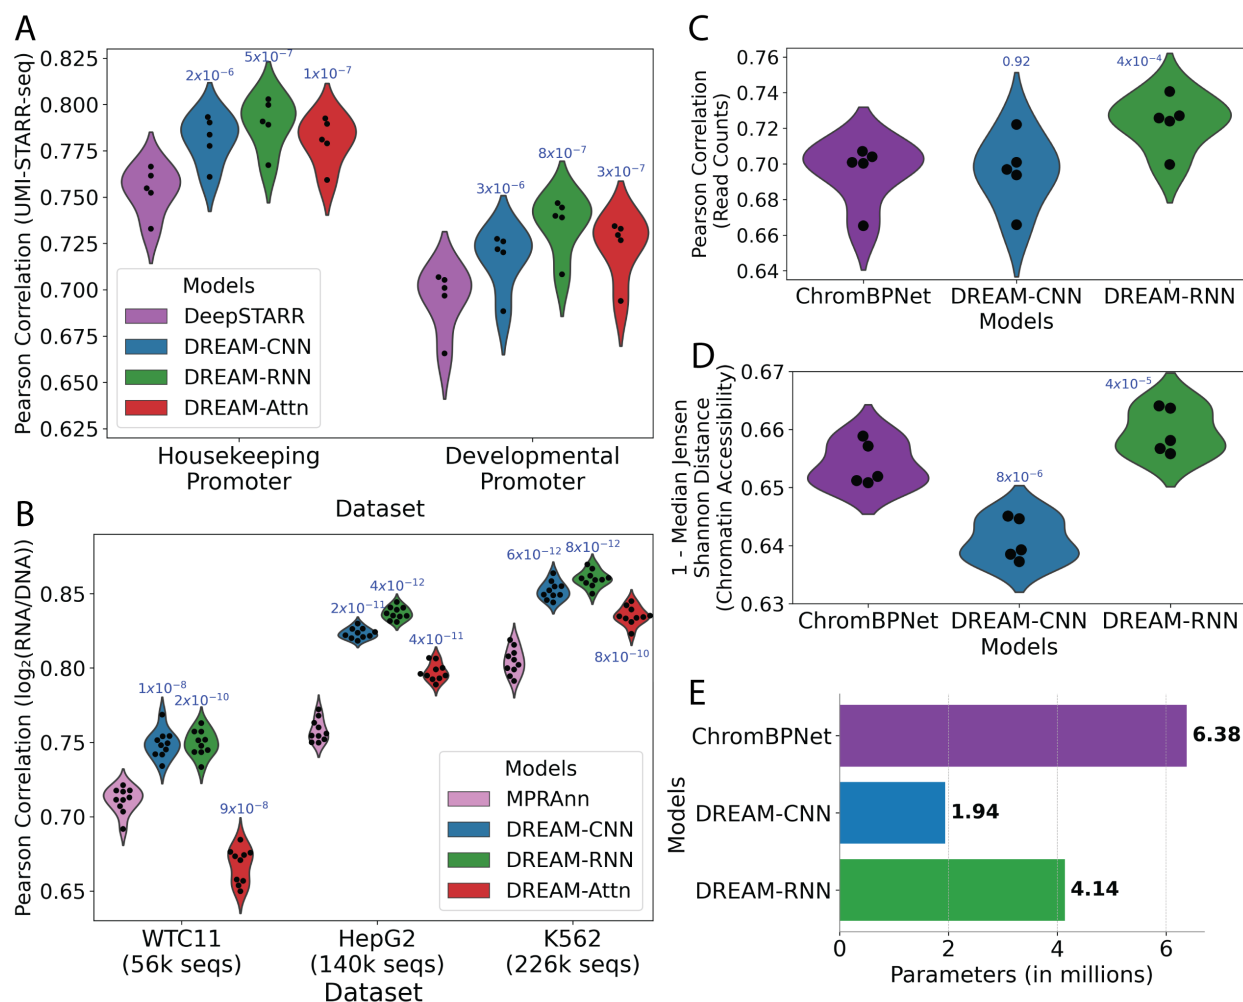 A
Pearson Correlation (UMI-STARR-seq)
0.825
0.800
0.775
0.750
0.725
0.700
0.675
0.650
0.625
2x10⁻⁶
5x10⁻⁷
1x10⁻⁷
3x10⁻⁶
8x10⁻⁷
3x10⁻⁷
Models
DeepSTARR
DREAM-CNN
DREAM-RNN
DREAM-Attn
Housekeeping
Promoter
Developmental
Promoter
Dataset
B
Pearson Correlation (log₂(RNA/DNA))
0.85
0.80
0.75
0.70
0.65
1x10⁻⁸
2x10⁻¹⁰
9x10⁻⁸
2x10⁻¹¹
4x10⁻¹²
4x10⁻¹¹
6x10⁻¹²
8x10⁻¹²
8x10⁻¹⁰
Models
MPRAnn
DREAM-CNN
DREAM-RNN
DREAM-Attn
WTC11
(56k seqs)
HepG2
(140k seqs)
K562
(226k seqs)
Dataset
C
Pearson Correlation
(Read Counts)
0.76
0.74
0.72
0.70
0.68
0.66
0.64
0.92
4x10⁻⁴
ChromBPNet
DREAM-CNN
DREAM-RNN
Models
D
1 - Median Jensen
Shannon Distance
(Chromatin Accessibility)
0.67
0.66
0.65
0.64
0.63
8x10⁻⁶
4x10⁻⁵
ChromBPNet
DREAM-CNN
DREAM-RNN
Models
E
Models
ChromBPNet
6.38
DREAM-CNN
1.94
DREAM-RNN
4.14
0
2
4
6
Parameters (in millions)